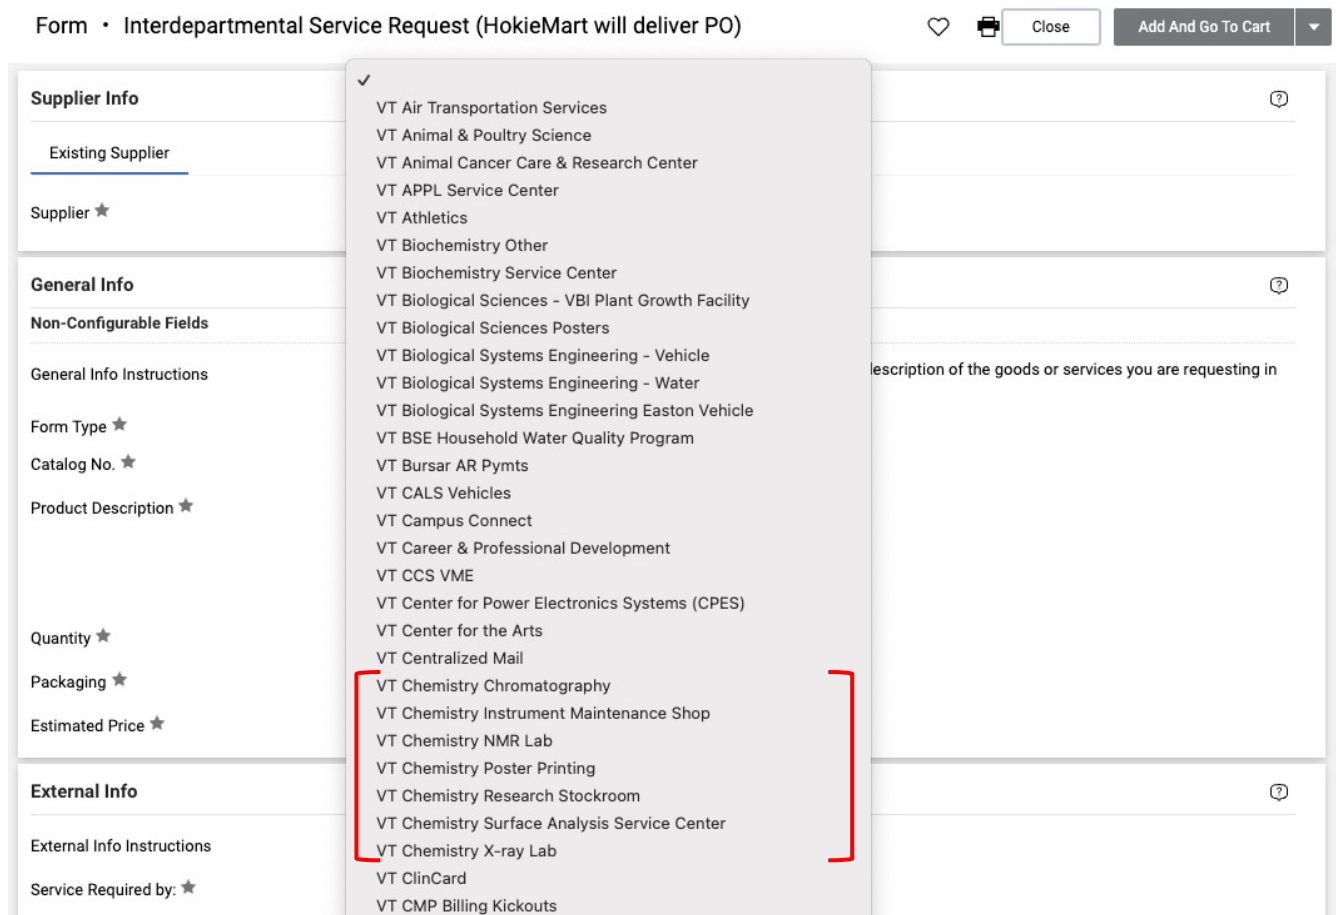 Form • Interdepartmental Service Request (HokieMart will deliver PO)
Close
Add And Go To Cart
Supplier Info
Existing Supplier
Supplier ★
General Info
Non-Configurable Fields
General Info Instructions
escription of the goods or services you are requesting in
Form Type ★
Catalog No. ★
Product Description ★
Quantity ★
Packaging ★
Estimated Price ★
External Info
External Info Instructions
Service Required by: ★
✓
VT Air Transportation Services
VT Animal & Poultry Science
VT Animal Cancer Care & Research Center
VT APPL Service Center
VT Athletics
VT Biochemistry Other
VT Biochemistry Service Center
VT Biological Sciences - VBI Plant Growth Facility
VT Biological Sciences Posters
VT Biological Systems Engineering - Vehicle
VT Biological Systems Engineering - Water
VT Biological Systems Engineering Easton Vehicle
VT BSE Household Water Quality Program
VT Bursar AR Pymts
VT CALS Vehicles
VT Campus Connect
VT Career & Professional Development
VT CCS VME
VT Center for Power Electronics Systems (CPES)
VT Center for the Arts
VT Centralized Mail
VT Chemistry Chromatography
VT Chemistry Instrument Maintenance Shop
VT Chemistry NMR Lab
VT Chemistry Poster Printing
VT Chemistry Research Stockroom
VT Chemistry Surface Analysis Service Center
VT Chemistry X-ray Lab
VT ClinCard
VT CMP Billing Kickouts